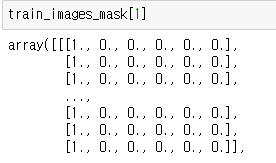 train_images_mask[1]
array([[[1., 0., 0., 0., 0., 0.],
[1., 0., 0., 0., 0., 0.],
[1., 0., 0., 0., 0., 0.],
...,
[1., 0., 0., 0., 0., 0.],
[1., 0., 0., 0., 0., 0.],
[1., 0., 0., 0., 0., 0.]],